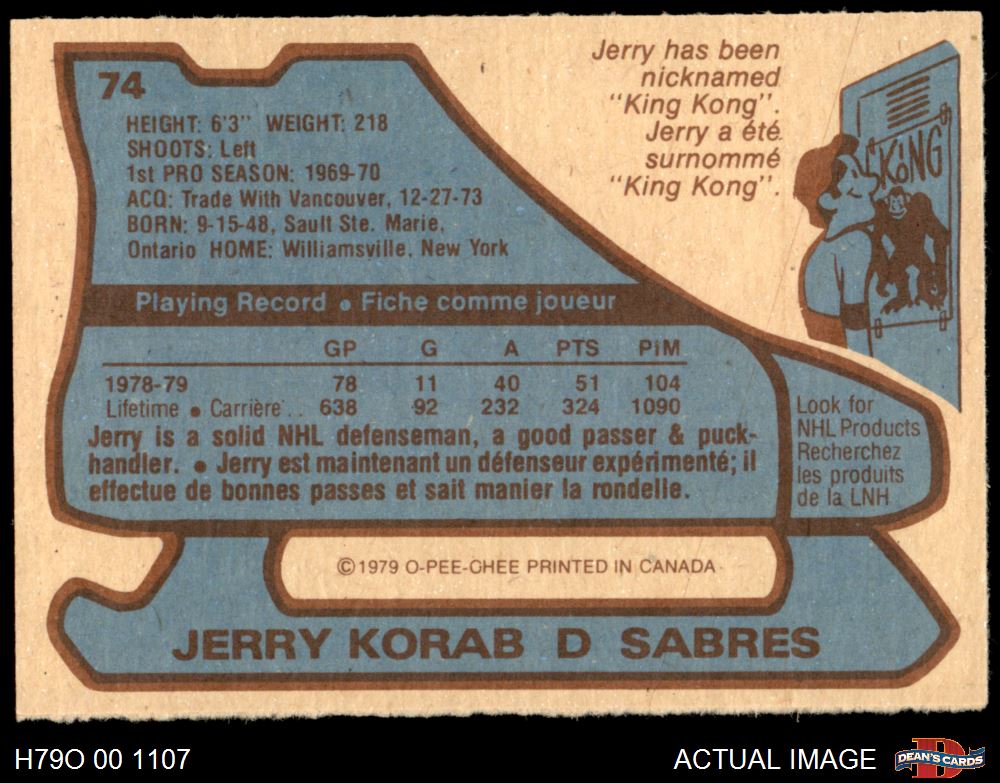 74
HEIGHT: 6'3" WEIGHT: 218
SHOOTS: Left
1st PRO SEASON: 1969-70
ACQ: Trade With Vancouver, 12-27-73
BORN: 9-15-48, Sault Ste. Marie,
Ontario HOME: Williamsville, New York
Jerry has been
nicknamed
"King Kong".
Jerry a été
surnommé
"King Kong".
KONG
Playing Record • Fiche comme joueur
GP G A PTS PIM
1978-79 78 11 40 51 104
Lifetime • Carrière . . 638 92 232 324 1090
Jerry is a solid NHL defenseman, a good passer & puck-
handler. • Jerry est maintenant un défenseur expérimenté; il
effectue de bonnes passes et sait manier la rondelle.
Look for
NHL Products
Recherchez
les produits
de la LNH
©1979 O-PEE-CHEE PRINTED IN CANADA
JERRY KORAB D SABRES
H79O 00 1107
ACTUAL IMAGE
D
DEAN'S CARDS